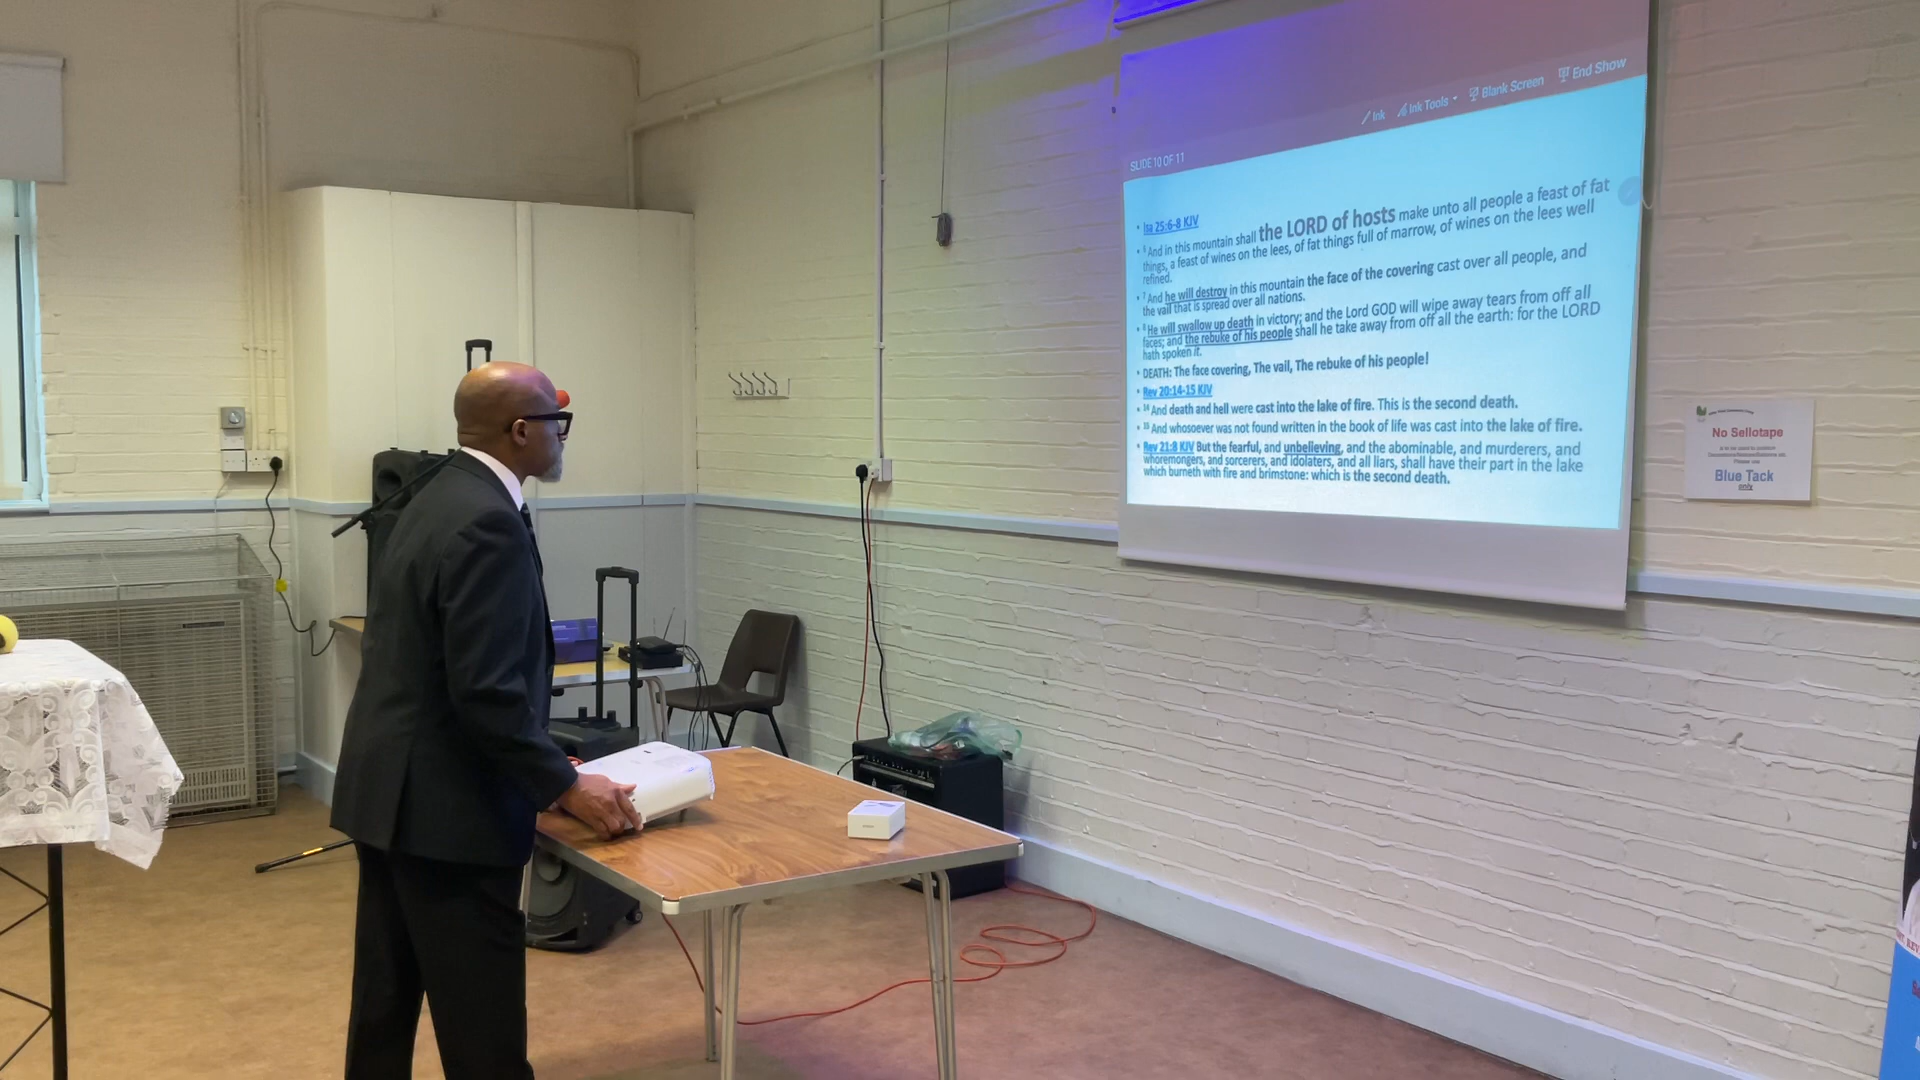 Ink Ink Tools Blank Screen End Show
SLIDE 10 OF 11
• Isa 25:6-8 KJV
• 6 And in this mountain shall the LORD of hosts make unto all people a feast of fat
things, a feast of wines on the lees, of fat things full of marrow, of wines on the lees well
refined.
• 7 And he will destroy in this mountain the face of the covering cast over all people, and
the vail that is spread over all nations.
• 8 He will swallow up death in victory; and the Lord GOD will wipe away tears from off all
faces; and the rebuke of his people shall he take away from off all the earth: for the LORD
hath spoken it.
• DEATH: The face covering, The vail, The rebuke of his people!
• Rev 20:14-15 KJV
• 14 And death and hell were cast into the lake of fire. This is the second death.
• 15 And whosoever was not found written in the book of life was cast into the lake of fire.
• Rev 21:8 KJV But the fearful, and unbelieving, and the abominable, and murderers, and
whoremongers, and sorcerers, and idolaters, and all liars, shall have their part in the lake
which burneth with fire and brimstone: which is the second death.
No Sellotape
Please use
Blue Tack
only